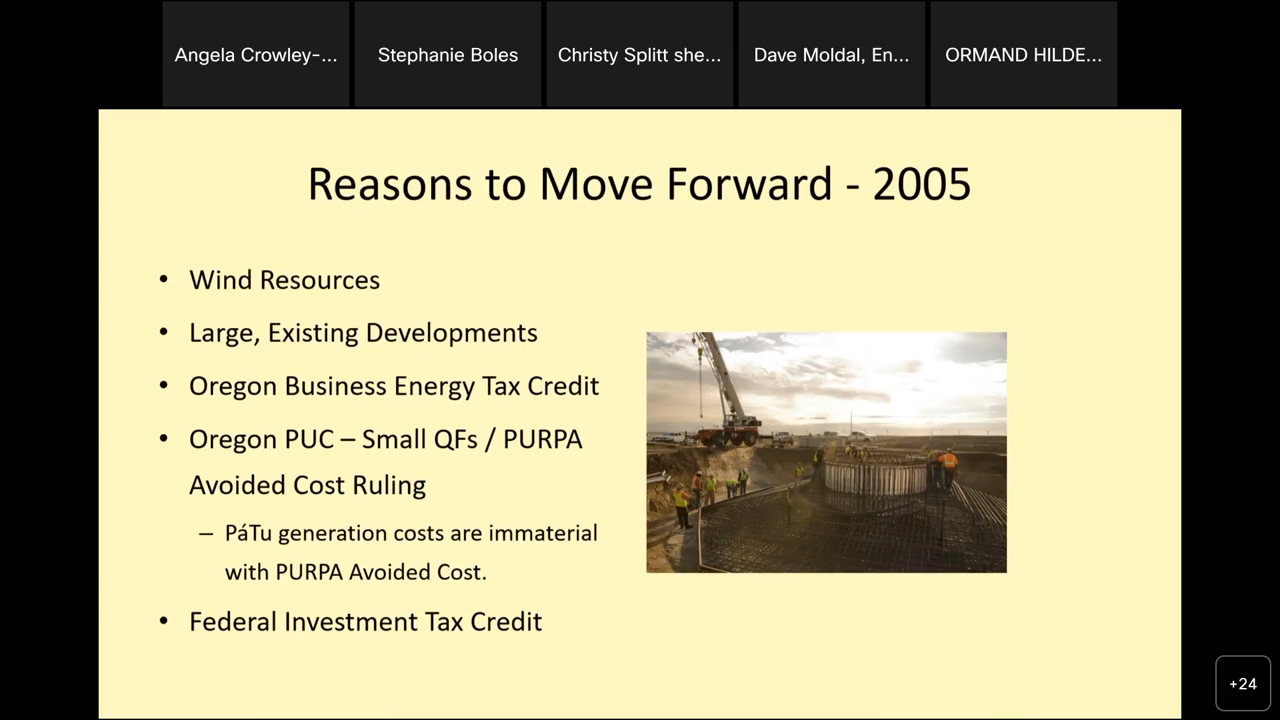 Angela Crowley-...
Stephanie Boles
Christy Splitt she...
Dave Moldal, En...
ORMAND HILDE...
Reasons to Move Forward - 2005
• Wind Resources
• Large, Existing Developments
• Oregon Business Energy Tax Credit
• Oregon PUC – Small QFs / PURPA
Avoided Cost Ruling
– PáTu generation costs are immaterial
with PURPA Avoided Cost.
• Federal Investment Tax Credit
+24